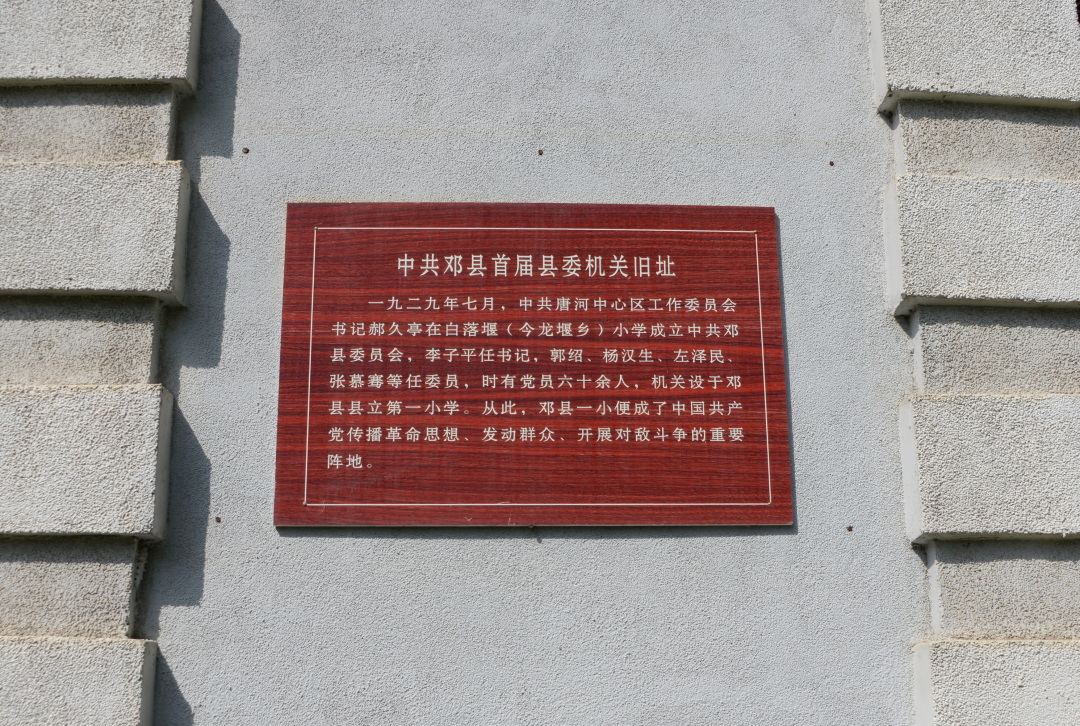 中共邓县首届县委机关旧址
一九二九年七月，中共唐河中心区工作委员会
书记郝久亭在白落堰（今龙堰乡）小学成立中共邓
县委员会，李子平任书记，郭绍、杨汉生、左泽民、
张慕骞等任委员，时有党员六十余人，机关设于邓
县县立第一小学。从此，邓县一小便成了中国共产
党传播革命思想、发动群众、开展对敌斗争的重要
阵地。